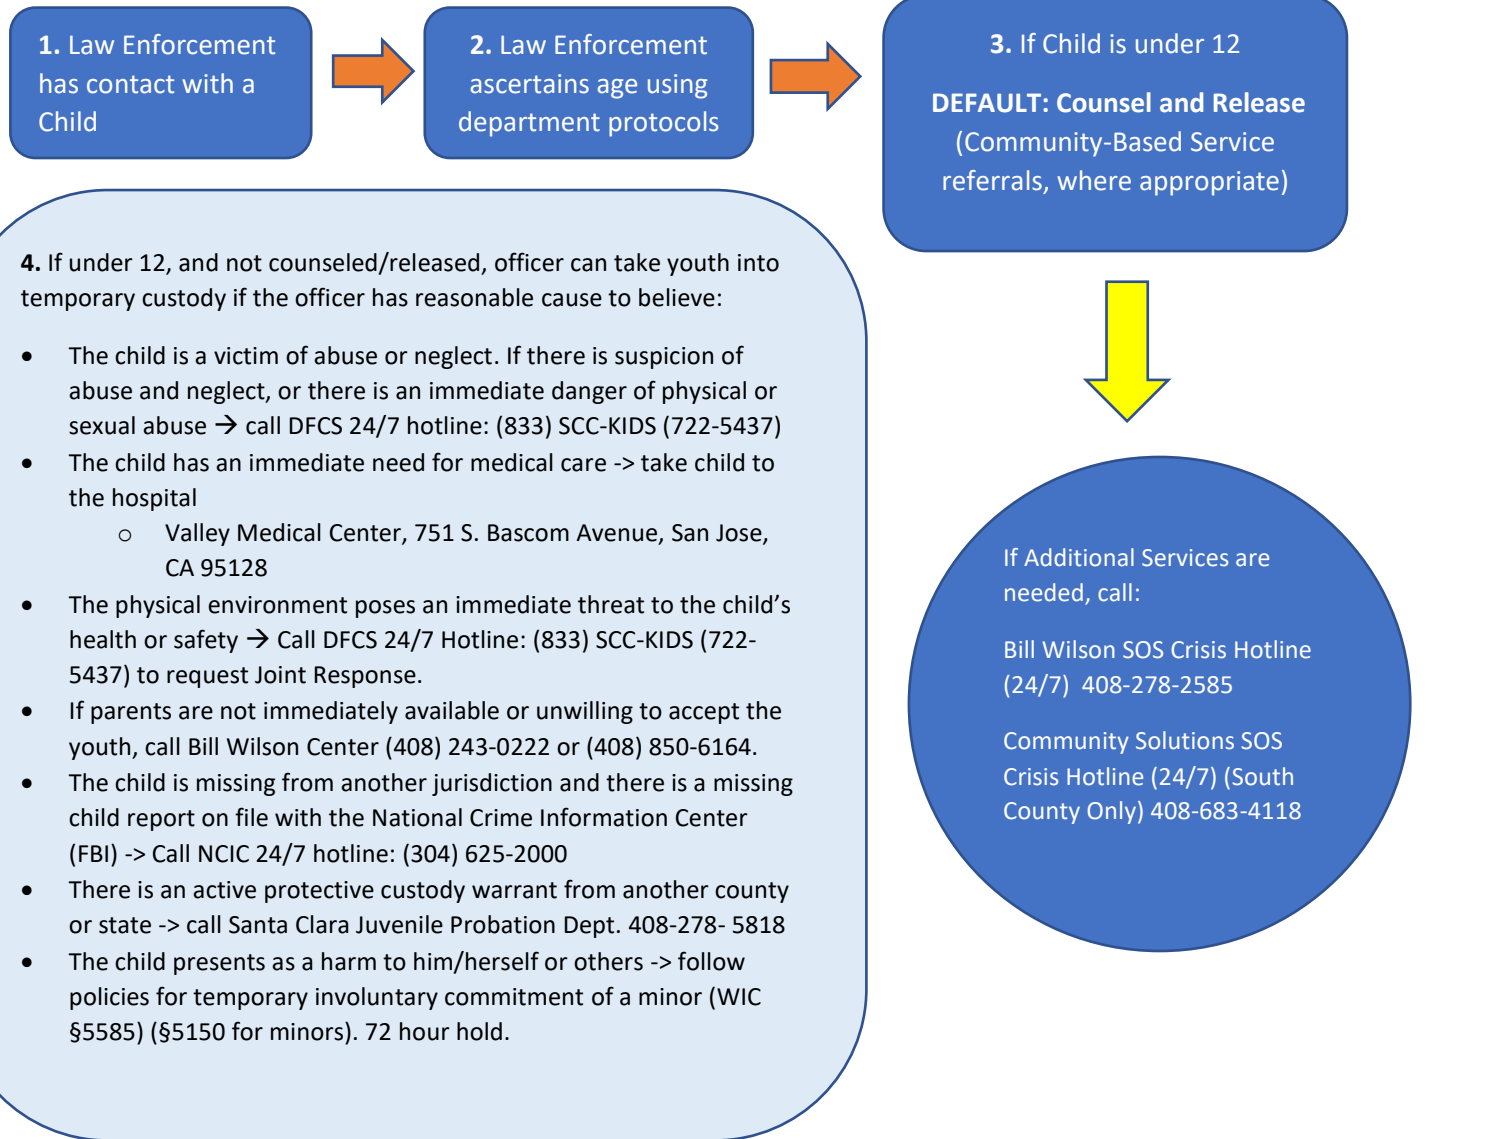 1. Law Enforcement
has contact with a
Child
2. Law Enforcement
ascertains age using
department protocols
3. If Child is under 12
DEFAULT: Counsel and Release
(Community-Based Service
referrals, where appropriate)
4. If under 12, and not counseled/released, officer can take youth into
temporary custody if the officer has reasonable cause to believe:
• The child is a victim of abuse or neglect. If there is suspicion of
abuse and neglect, or there is an immediate danger of physical or
sexual abuse → call DFCS 24/7 hotline: (833) SCC-KIDS (722-5437)
• The child has an immediate need for medical care -> take child to
the hospital
o Valley Medical Center, 751 S. Bascom Avenue, San Jose,
CA 95128
• The physical environment poses an immediate threat to the child’s
health or safety → Call DFCS 24/7 Hotline: (833) SCC-KIDS (722-
5437) to request Joint Response.
• If parents are not immediately available or unwilling to accept the
youth, call Bill Wilson Center (408) 243-0222 or (408) 850-6164.
• The child is missing from another jurisdiction and there is a missing
child report on file with the National Crime Information Center
(FBI) -> Call NCIC 24/7 hotline: (304) 625-2000
• There is an active protective custody warrant from another county
or state -> call Santa Clara Juvenile Probation Dept. 408-278- 5818
• The child presents as a harm to him/herself or others -> follow
policies for temporary involuntary commitment of a minor (WIC
§5585) (§5150 for minors). 72 hour hold.
If Additional Services are
needed, call:
Bill Wilson SOS Crisis Hotline
(24/7) 408-278-2585
Community Solutions SOS
Crisis Hotline (24/7) (South
County Only) 408-683-4118